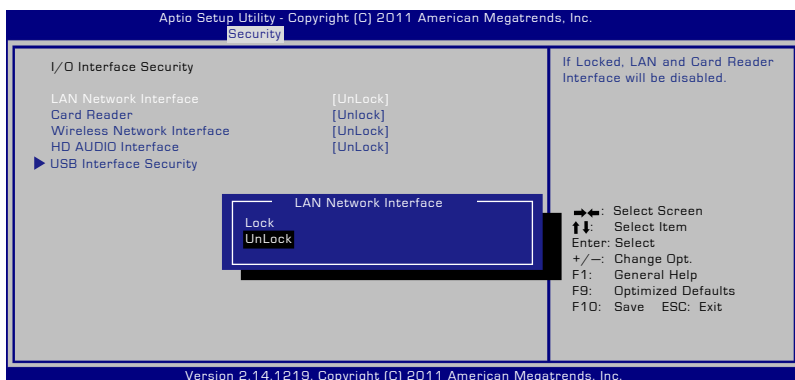 Aptio Setup Utility - Copyright (C) 2011 American Megatrends, Inc.
Security
I/O Interface Security
LAN Network Interface [UnLock]
Card Reader [Unlock]
Wireless Network Interface [UnLock]
HD AUDIO Interface [UnLock]
USB Interface Security
LAN Network Interface
Lock
UnLock
If Locked, LAN and Card Reader
Interface will be disabled.
→←: Select Screen
↑↓: Select Item
Enter: Select
+/—: Change Opt.
F1: General Help
F9: Optimized Defaults
F10: Save ESC: Exit
Version 2.14.1219. Copyright (C) 2011 American Megatrends, Inc.